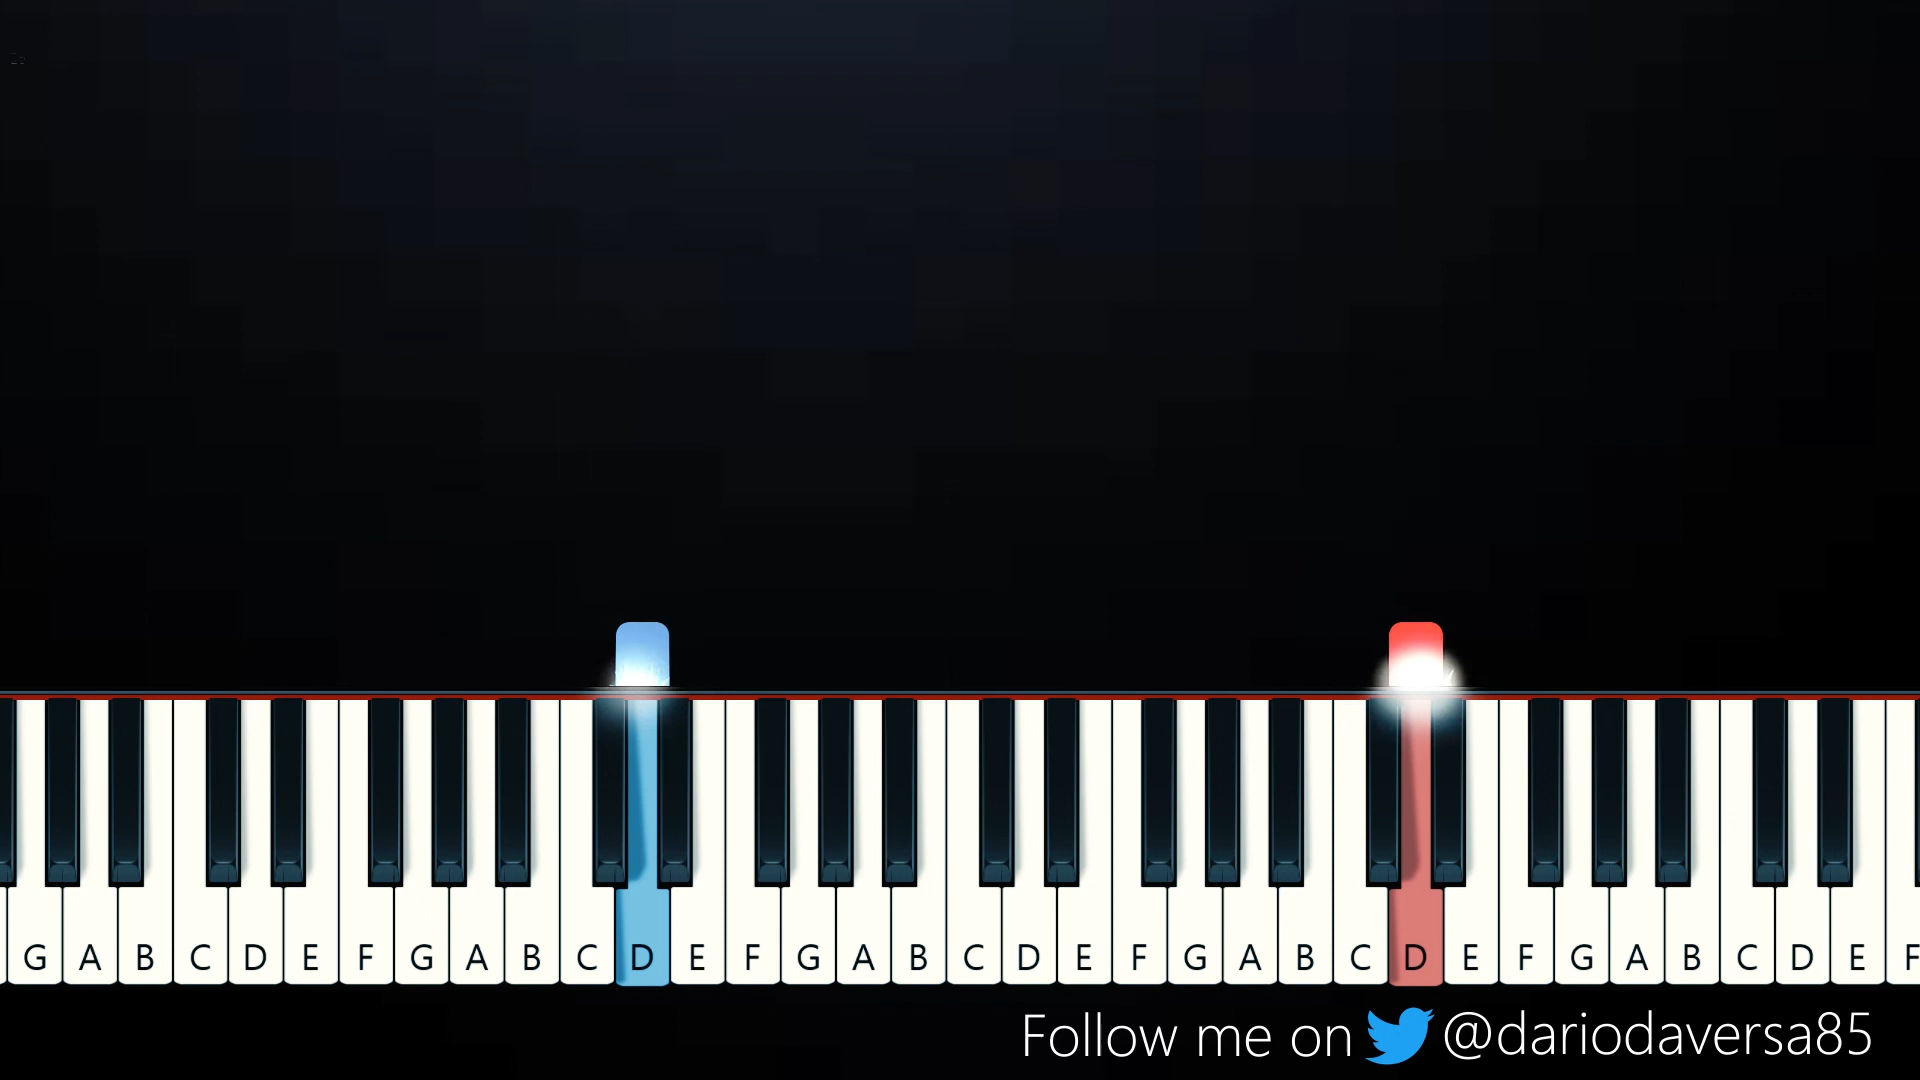 G A B C D E F G A B C D E F G A B C D E F G A B C D E F G A B C D E F
Follow me on @dariodaversa85